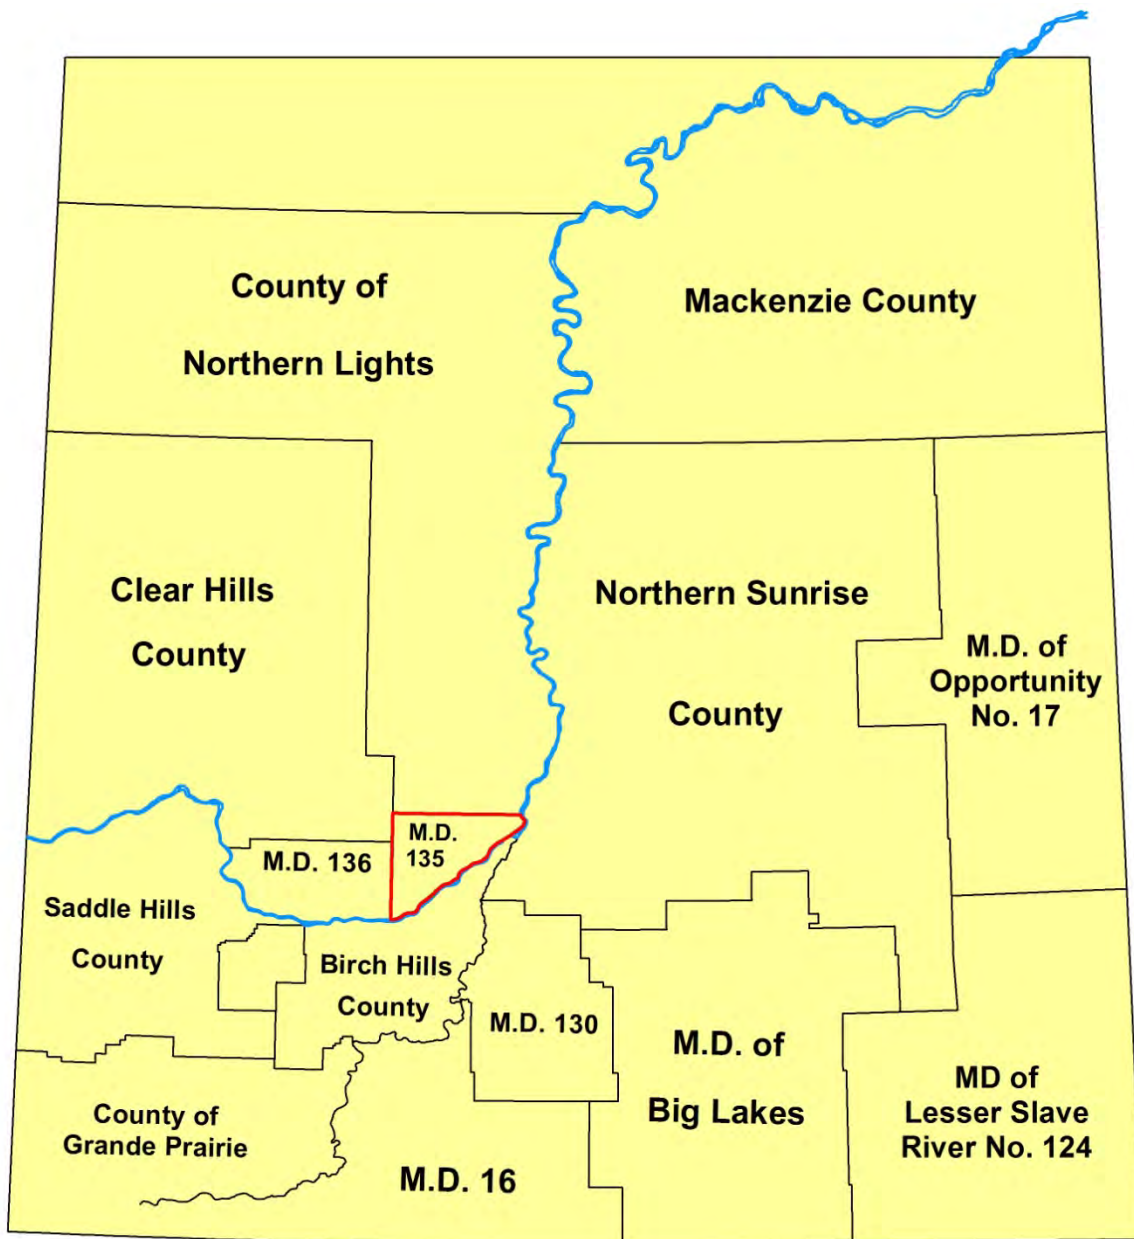 County of
Northern Lights
Mackenzie County
Clear Hills
County
Northern Sunrise
County
M.D. of
Opportunity
No. 17
M.D.
135
M.D. 136
Saddle Hills
County
Birch Hills
County
M.D. 130
M.D. of
Big Lakes
MD of
Lesser Slave
River No. 124
County of
Grande Prairie
M.D. 16